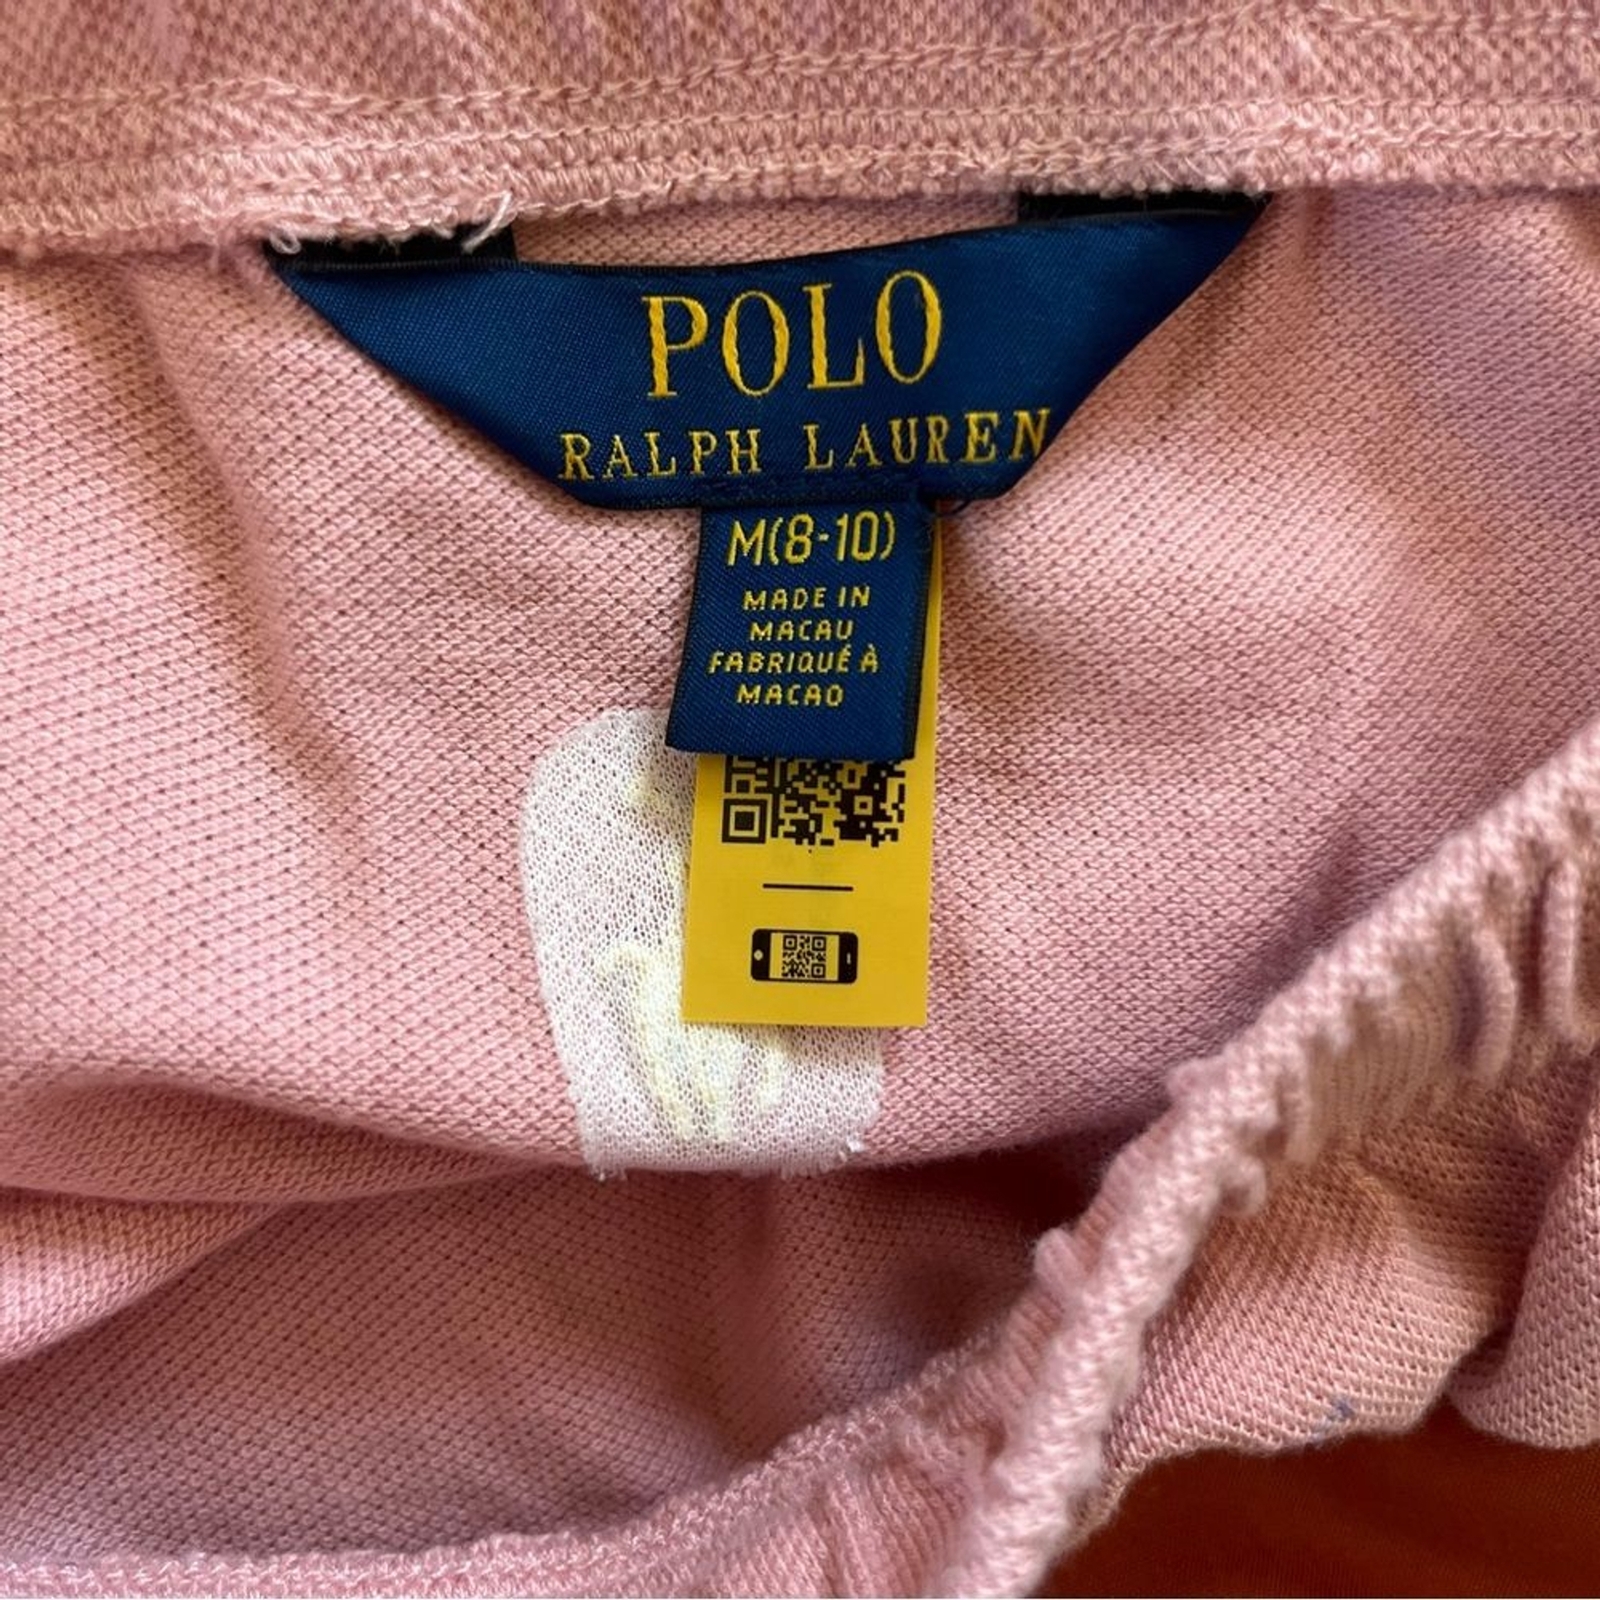 POLO
RALPH LAUREN
M(8-10)
MADE IN
MACAU
FABRIQUÉ À
MACAO